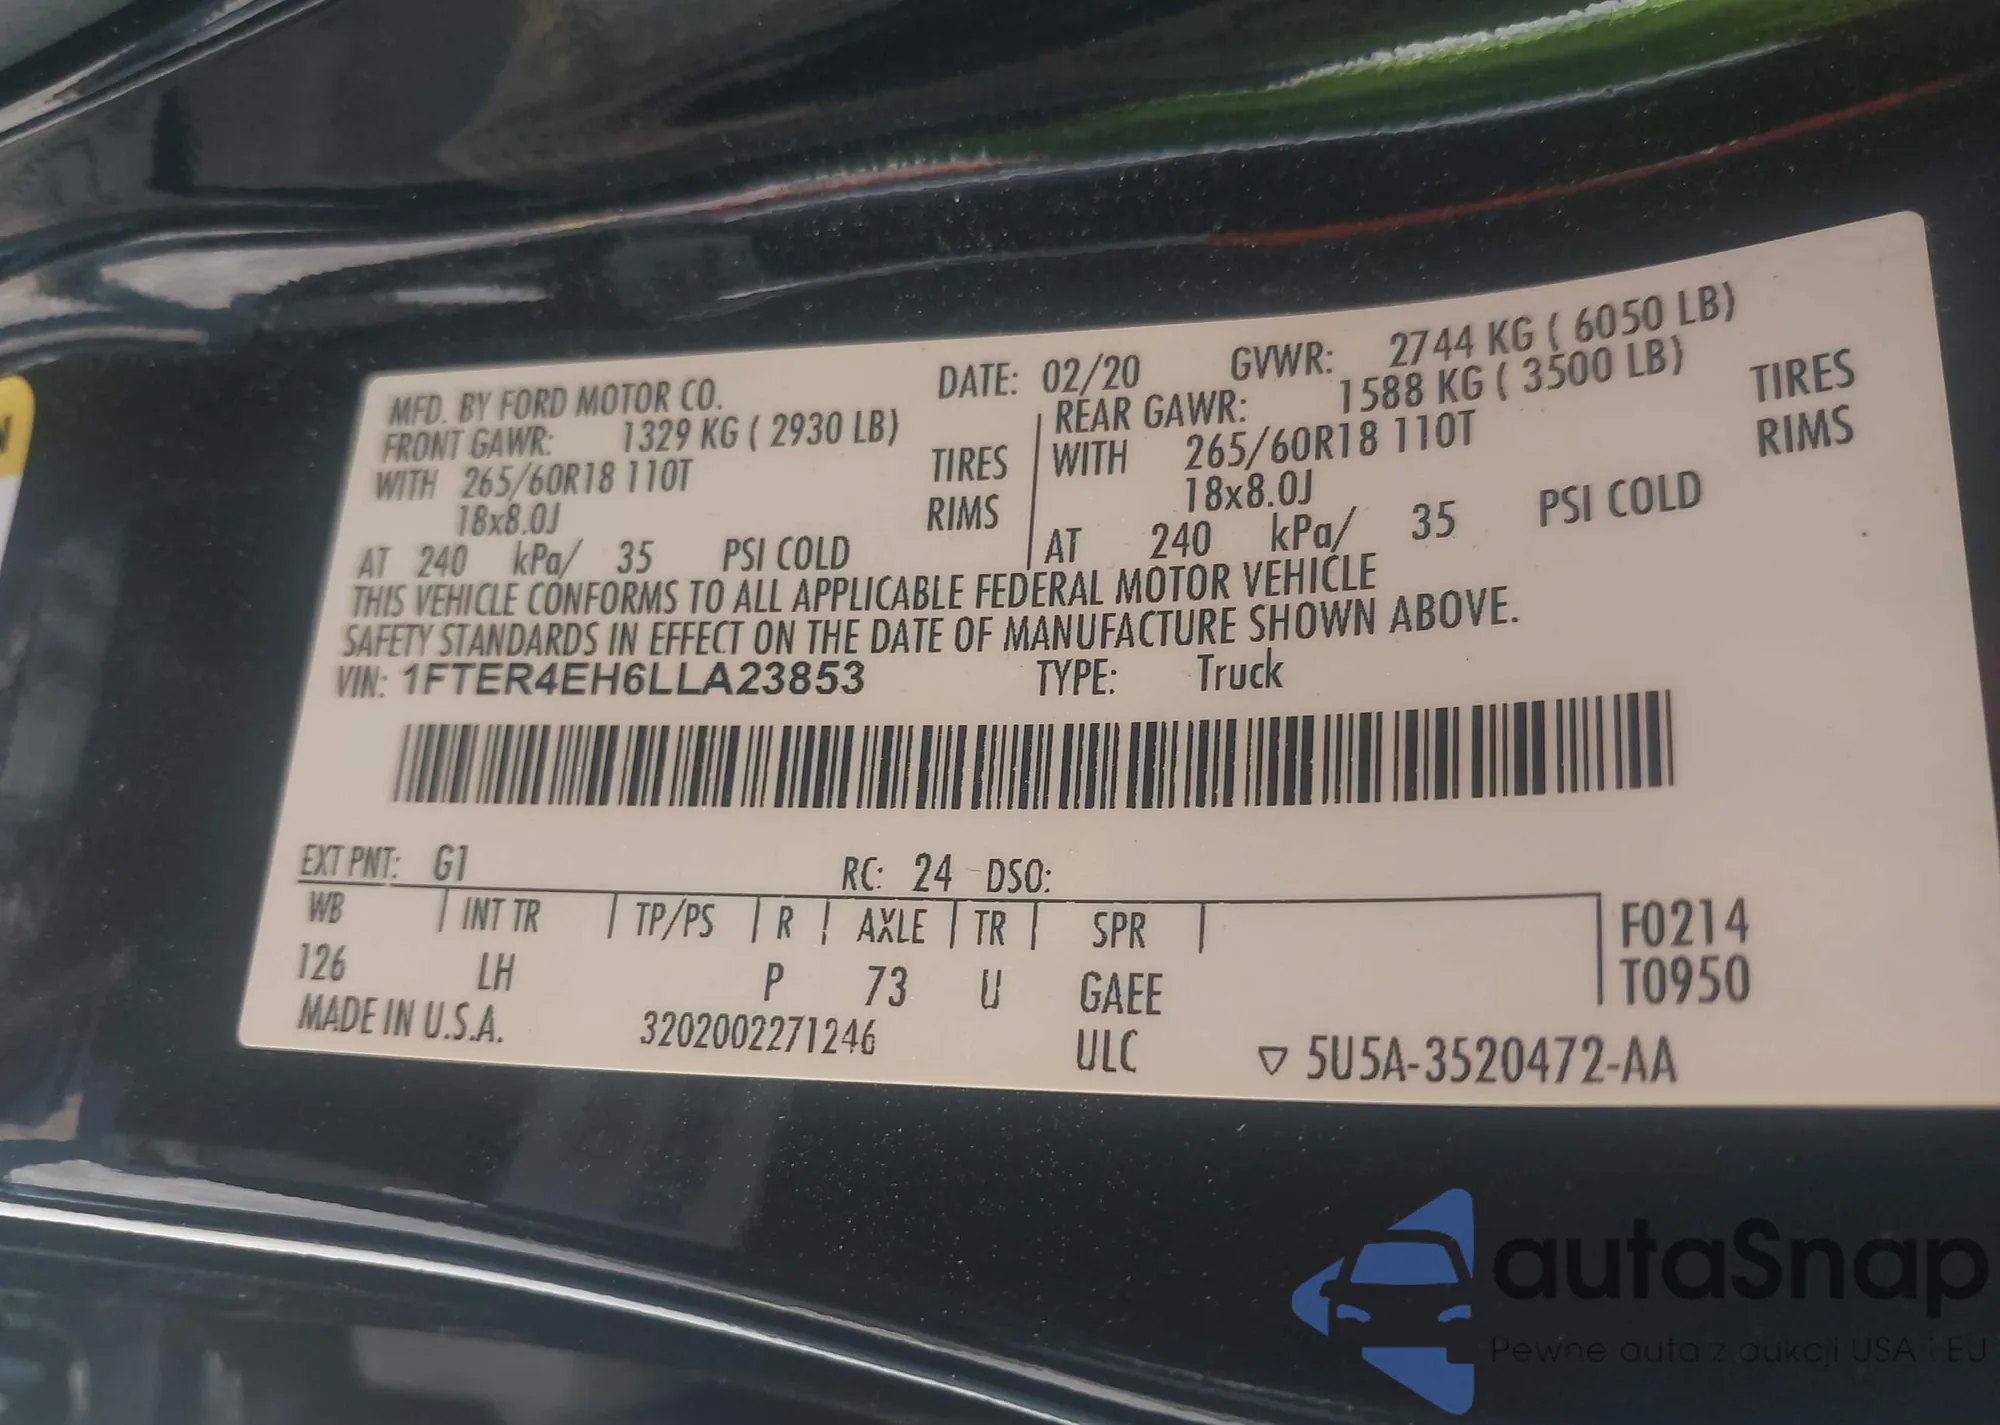 MFD. BY FORD MOTOR CO. DATE: 02/20 GVWR: 2744 KG ( 6050 LB)
FRONT GAWR: 1329 KG ( 2930 LB) REAR GAWR: 1588 KG ( 3500 LB)
WITH 265/60R18 110T TIRES WITH 265/60R18 110T TIRES
18x8.0J RIMS 18x8.0J RIMS
AT 240 kPa/ 35 PSI COLD AT 240 kPa/ 35 PSI COLD
THIS VEHICLE CONFORMS TO ALL APPLICABLE FEDERAL MOTOR VEHICLE
SAFETY STANDARDS IN EFFECT ON THE DATE OF MANUFACTURE SHOWN ABOVE.
VIN: 1FTER4EH6LLA23853 TYPE: Truck
EXT PNT: G1 RC: 24 DSO:
WB INT TR TP/PS R AXLE TR SPR F0214
126 LH P 73 U GAEE T0950
MADE IN U.S.A. 3202002271246 ULC ▽ 5U5A-3520472-AA
autaSnap
Pewne auta z aukcji USA i EU